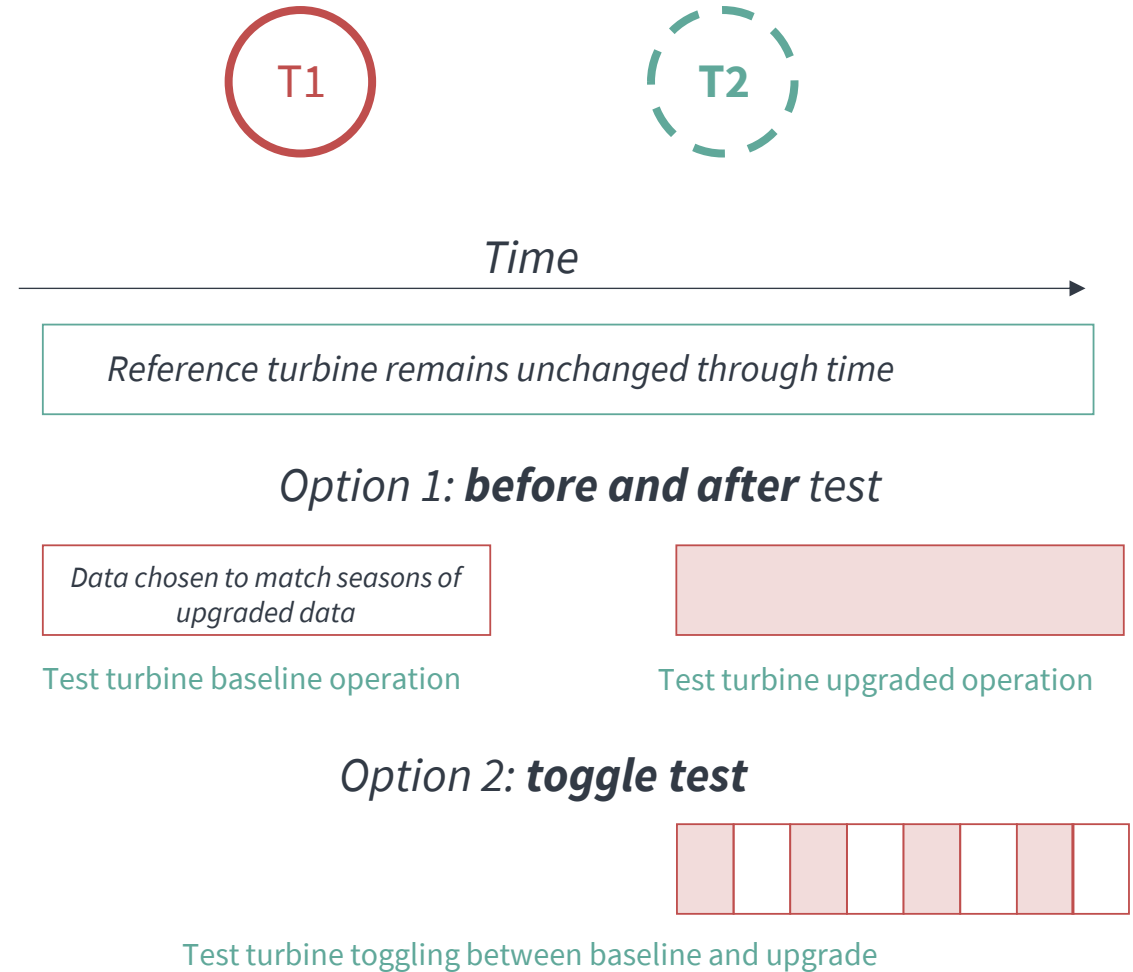 T1
T2
Time
Reference turbine remains unchanged through time
Option 1: before and after test
Data chosen to match seasons of
upgraded data
Test turbine baseline operation
Test turbine upgraded operation
Option 2: toggle test
Test turbine toggling between baseline and upgrade